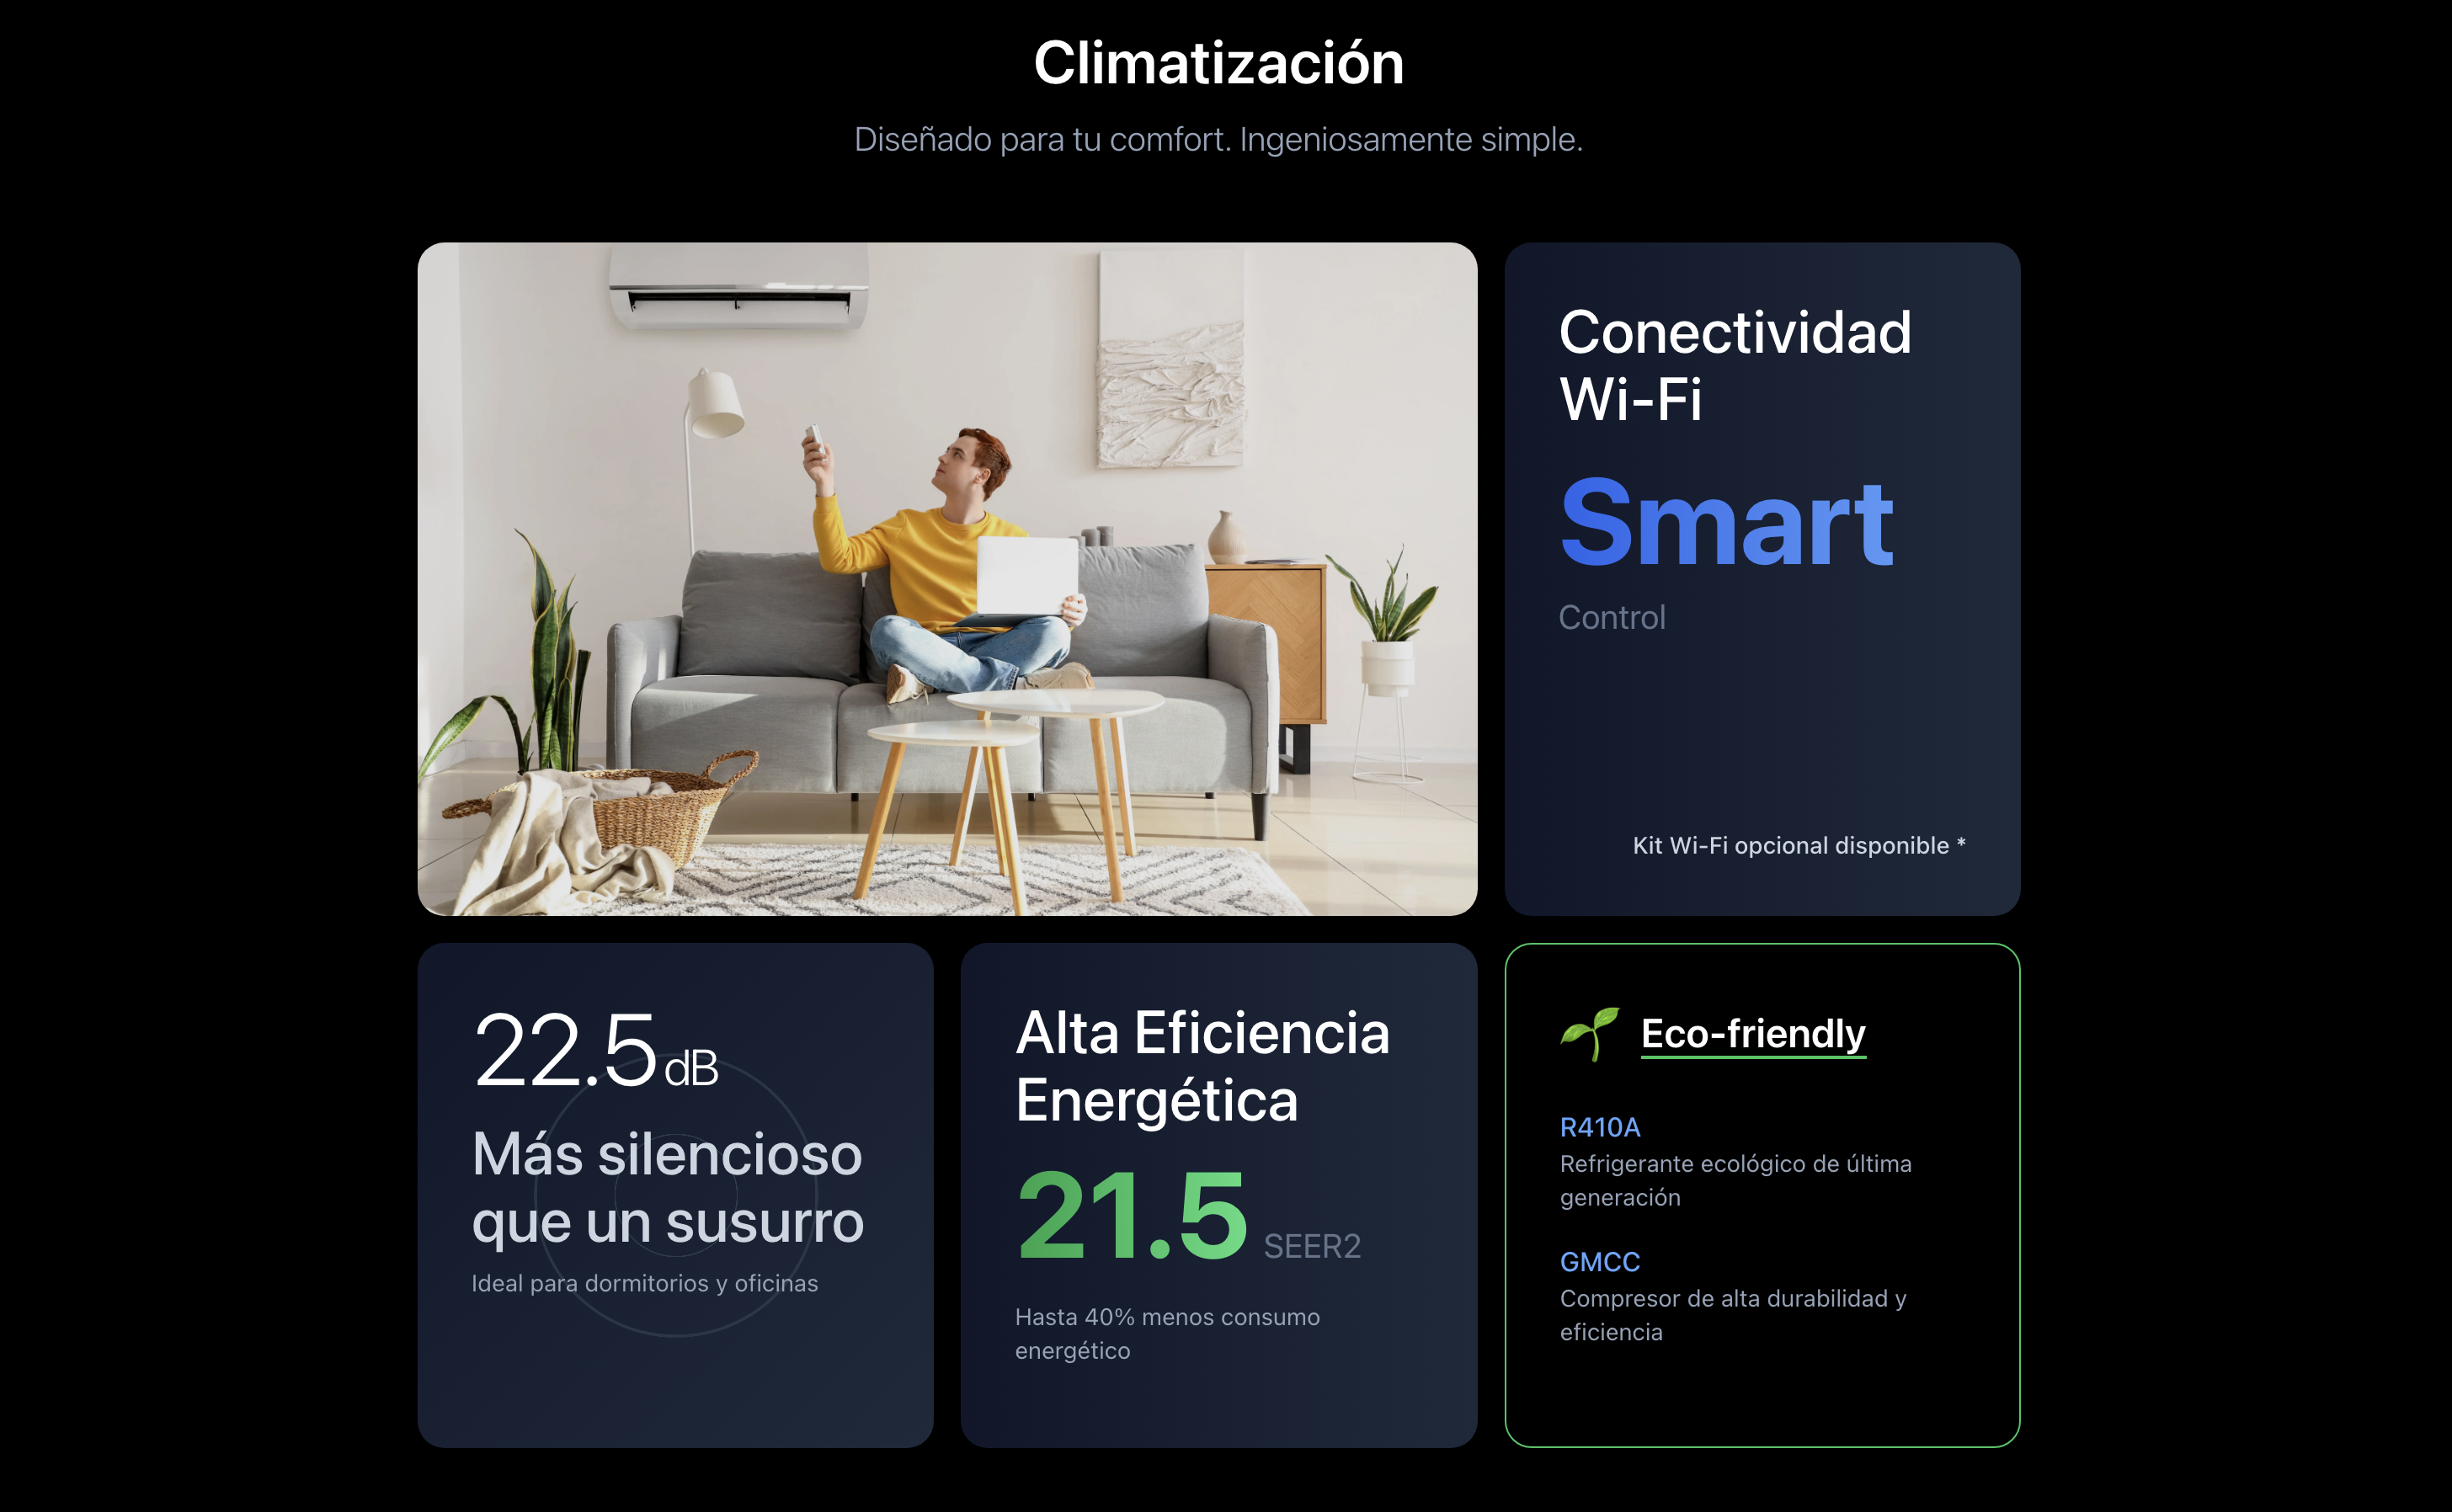 Climatización
Diseñado para tu comfort. Ingeniosamente simple.
Conectividad
Wi-Fi
Smart
Control
Kit Wi-Fi opcional disponible *
22.5 dB
Más silencioso
que un susurro
Ideal para dormitorios y oficinas
Alta Eficiencia
Energética
21.5 SEER2
Hasta 40% menos consumo
energético
Eco-friendly
R410A
Refrigerante ecológico de última
generación
GMCC
Compresor de alta durabilidad y
eficiencia